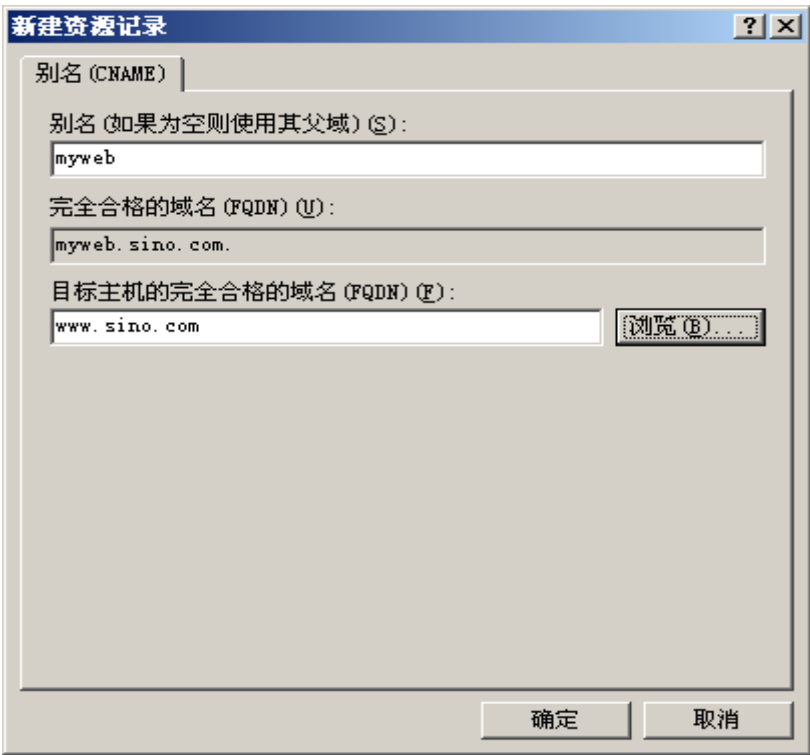 新建资源记录
别名(CNAME)
别名(如果为空则使用其父域)(S):
myweb
完全合格的域名(FQDN)(U):
myweb.sino.com.
目标主机的完全合格的域名(FQDN)(F):
www.sino.com
浏览(B)...
确定
取消